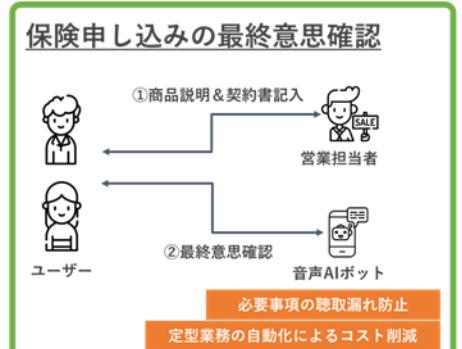 保険申し込みの最終意思確認
①商品説明＆契約書記入
SALE
営業担当者
②最終意思確認
ユーザー
音声AIボット
必要事項の聴取漏れ防止
定型業務の自動化によるコスト削減